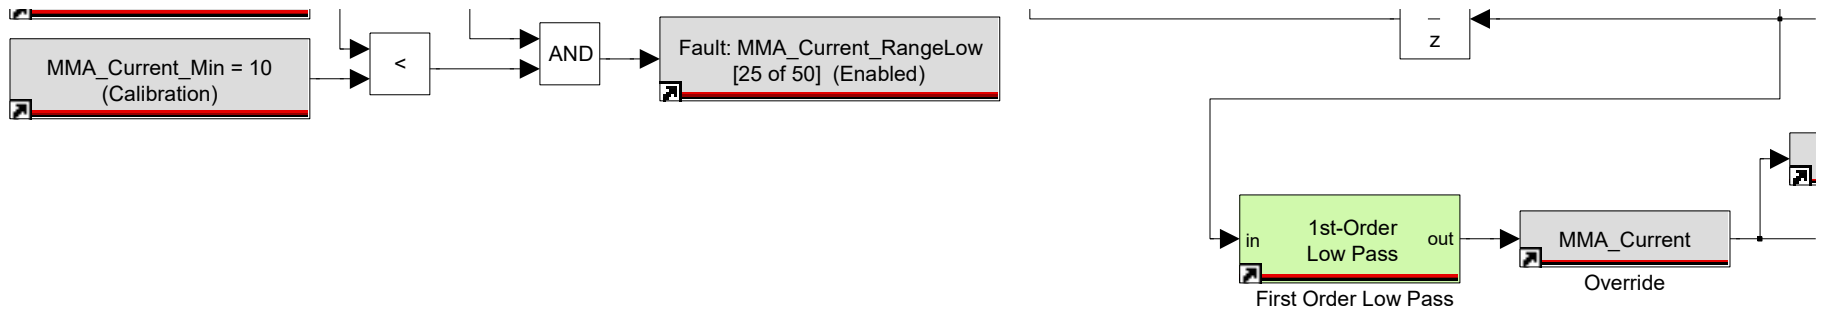 MMA_Current_Min = 10
(Calibration)
<
AND
Fault: MMA_Current_RangeLow
[25 of 50]  (Enabled)
z
in
1st-Order
Low Pass
out
First Order Low Pass
MMA_Current
Override